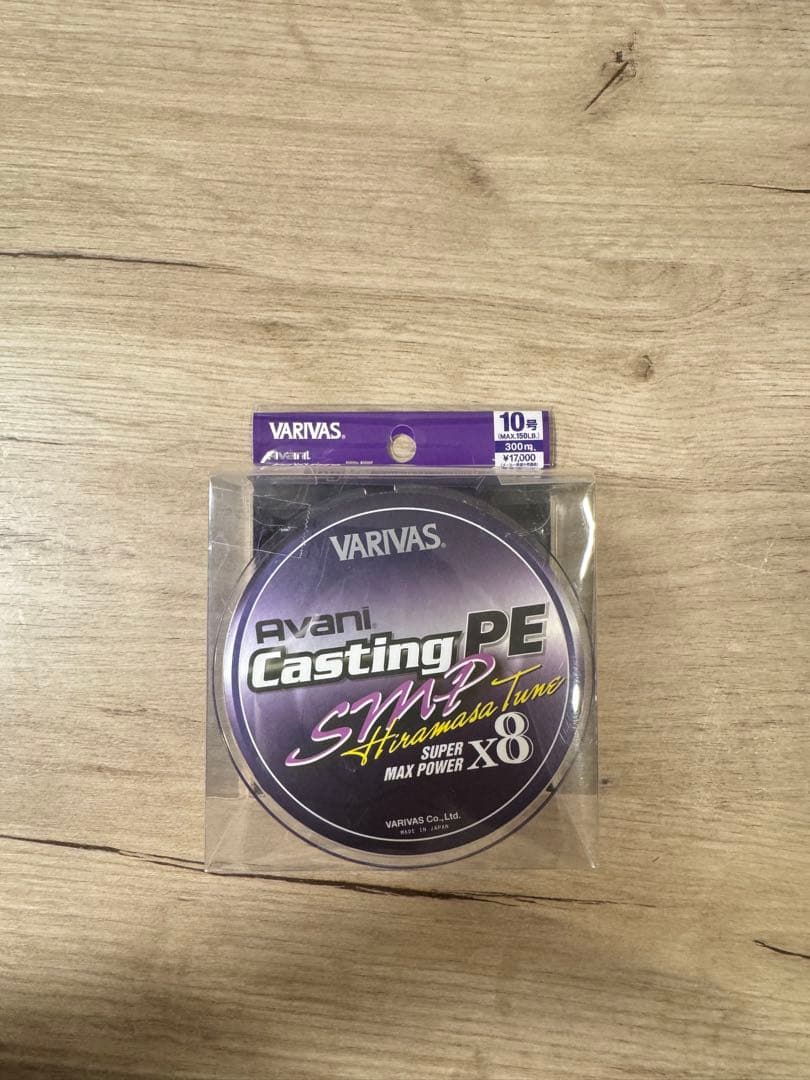 VARIVAS®
10号
Avani
(MAX.150LB.)
300m
¥17,000
VARIVAS®
Avani®
Casting PE
SMP
Hiramasa Tune
SUPER
MAX POWER X8
VARIVAS Co.,Ltd.
MADE IN JAPAN